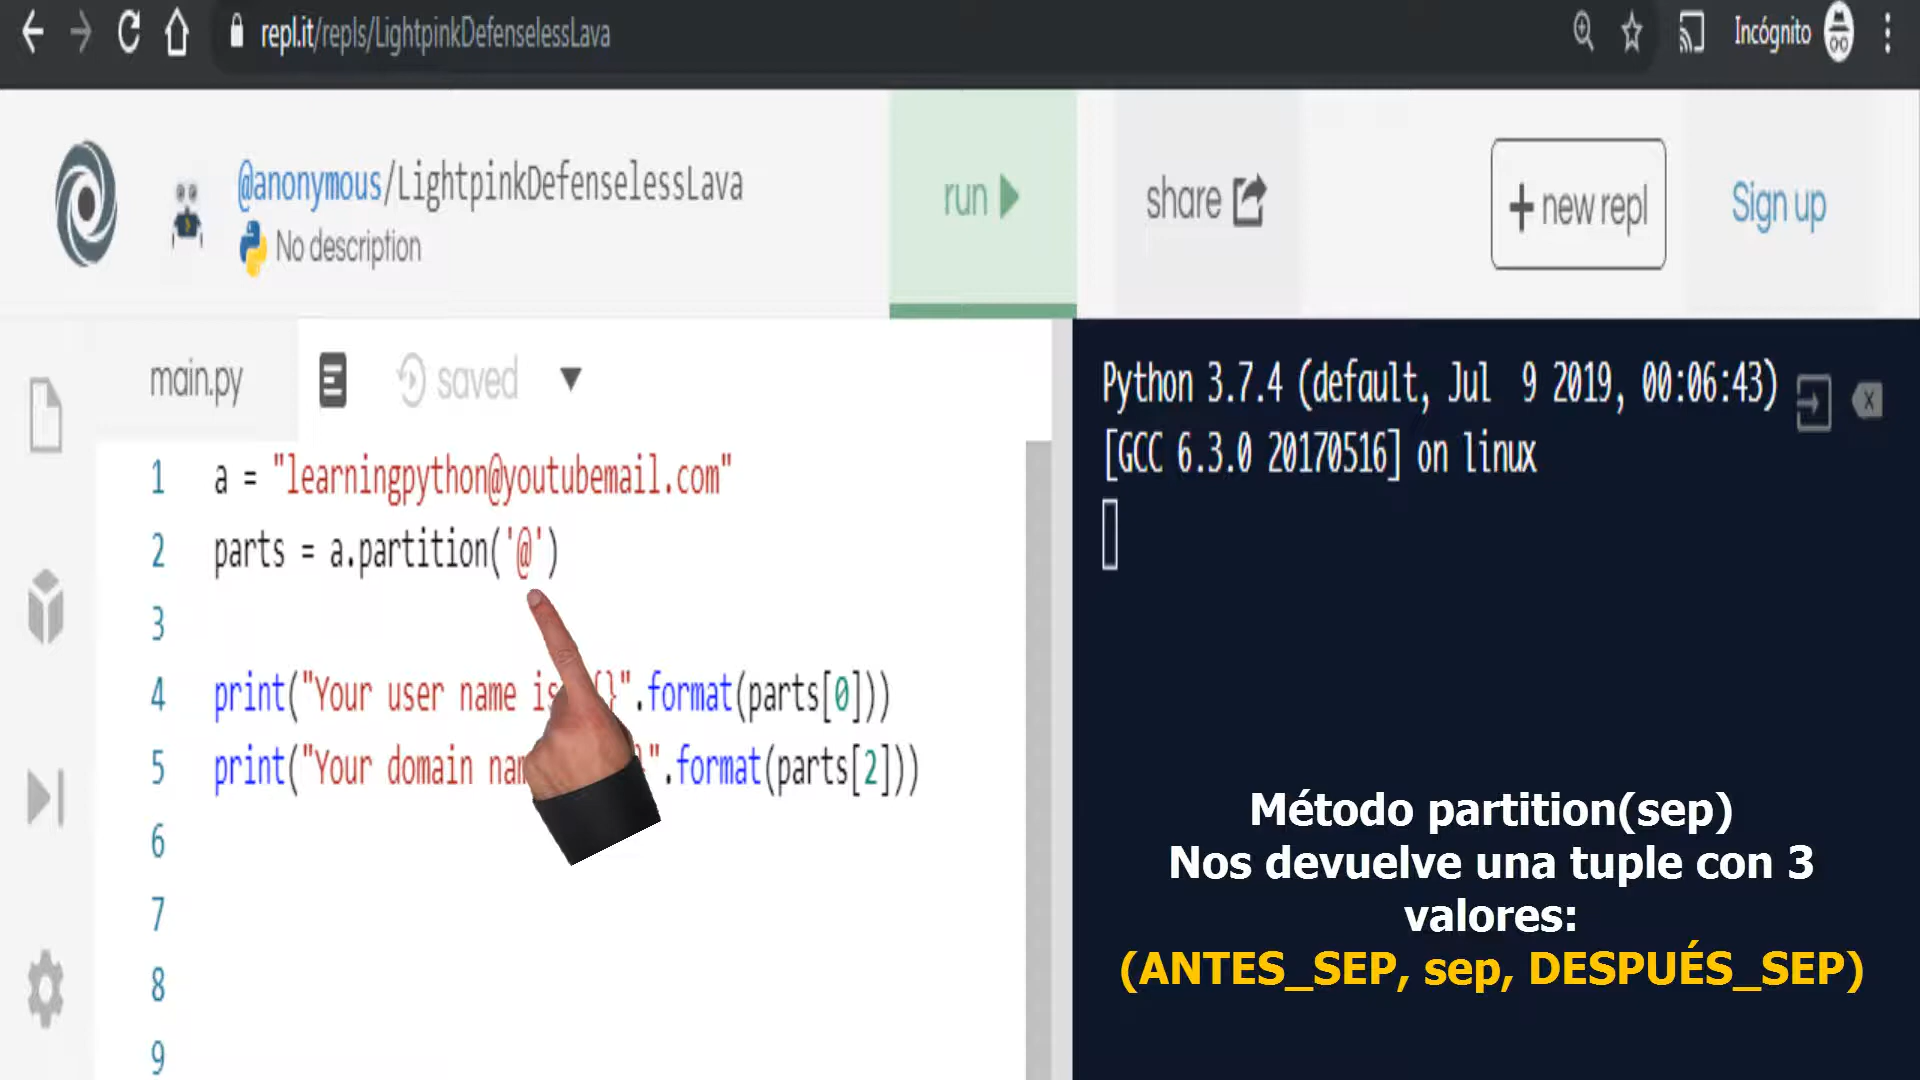 repl.it/repls/LightpinkDefenselessLava
Incógnito
@anonymous/LightpinkDefenselessLava
No description
run
share
+ new repl
Sign up
main.py
saved
1 a = "learningpython@youtubemail.com"
2 parts = a.partition('@')
3
4 print("Your user name is {}".format(parts[0]))
5 print("Your domain }".format(parts[2]))
6
7
8
9
Python 3.7.4 (default, Jul 9 2019, 00:06:43)
[GCC 6.3.0 20170516] on linux
Método partition(sep)
Nos devuelve una tuple con 3
valores:
(ANTES_SEP, sep, DESPUÉS_SEP)